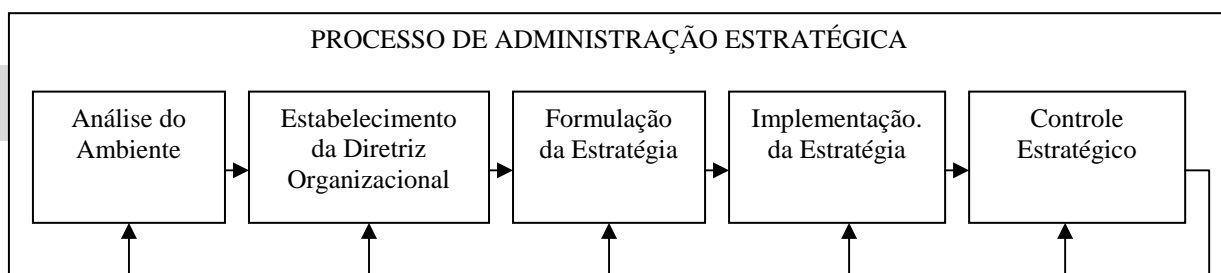 PROCESSO DE ADMINISTRAÇÃO ESTRATÉGICA
Análise do
Ambiente
Estabelecimento
da Diretriz
Organizacional
Formulação
da Estratégia
Implementação.
da Estratégia
Controle
Estratégico